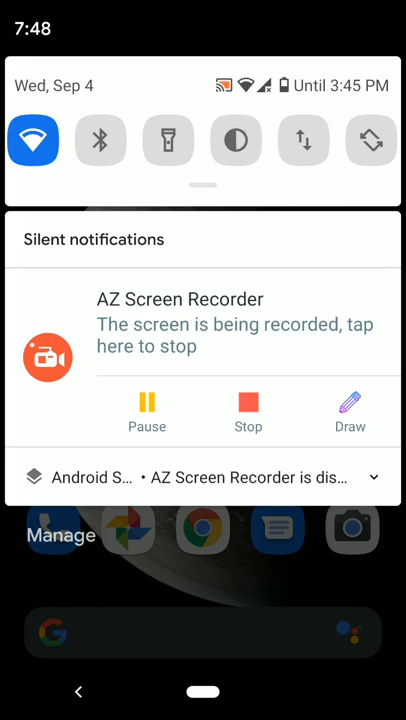 7:48
Wed, Sep 4
Until 3:45 PM
Silent notifications
AZ Screen Recorder
The screen is being recorded, tap
here to stop
Pause
Stop
Draw
Android S... • AZ Screen Recorder is dis...
Manage